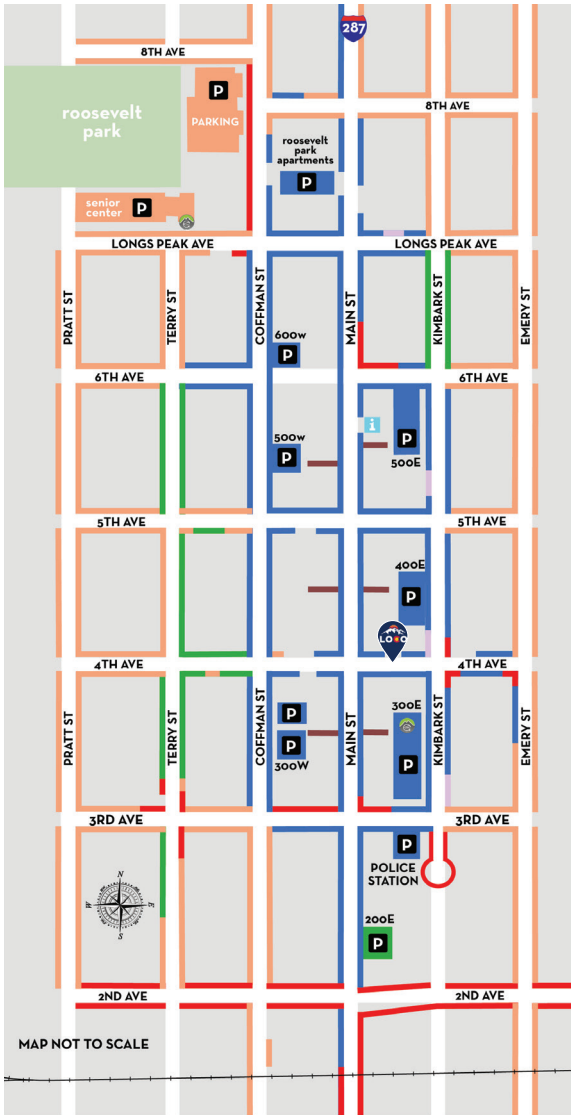 287
8TH AVE
8TH AVE
P
PARKING
roosevelt
park
roosevelt
park
apartments
P
senior
center
P
LONGS PEAK AVE
LONGS PEAK AVE
PRATT ST
TERRY ST
COFFMAN ST
MAIN ST
KIMBARK ST
EMERY ST
600w
P
6TH AVE
6TH AVE
i
500w
P
P
500E
5TH AVE
5TH AVE
400E
P
LO CO
4TH AVE
4TH AVE
PRATT ST
TERRY ST
COFFMAN ST
MAIN ST
KIMBARK ST
EMERY ST
P
P
300W
300E
P
3RD AVE
3RD AVE
P
POLICE
STATION
N
W
E
S
200E
P
2ND AVE
2ND AVE
MAP NOT TO SCALE